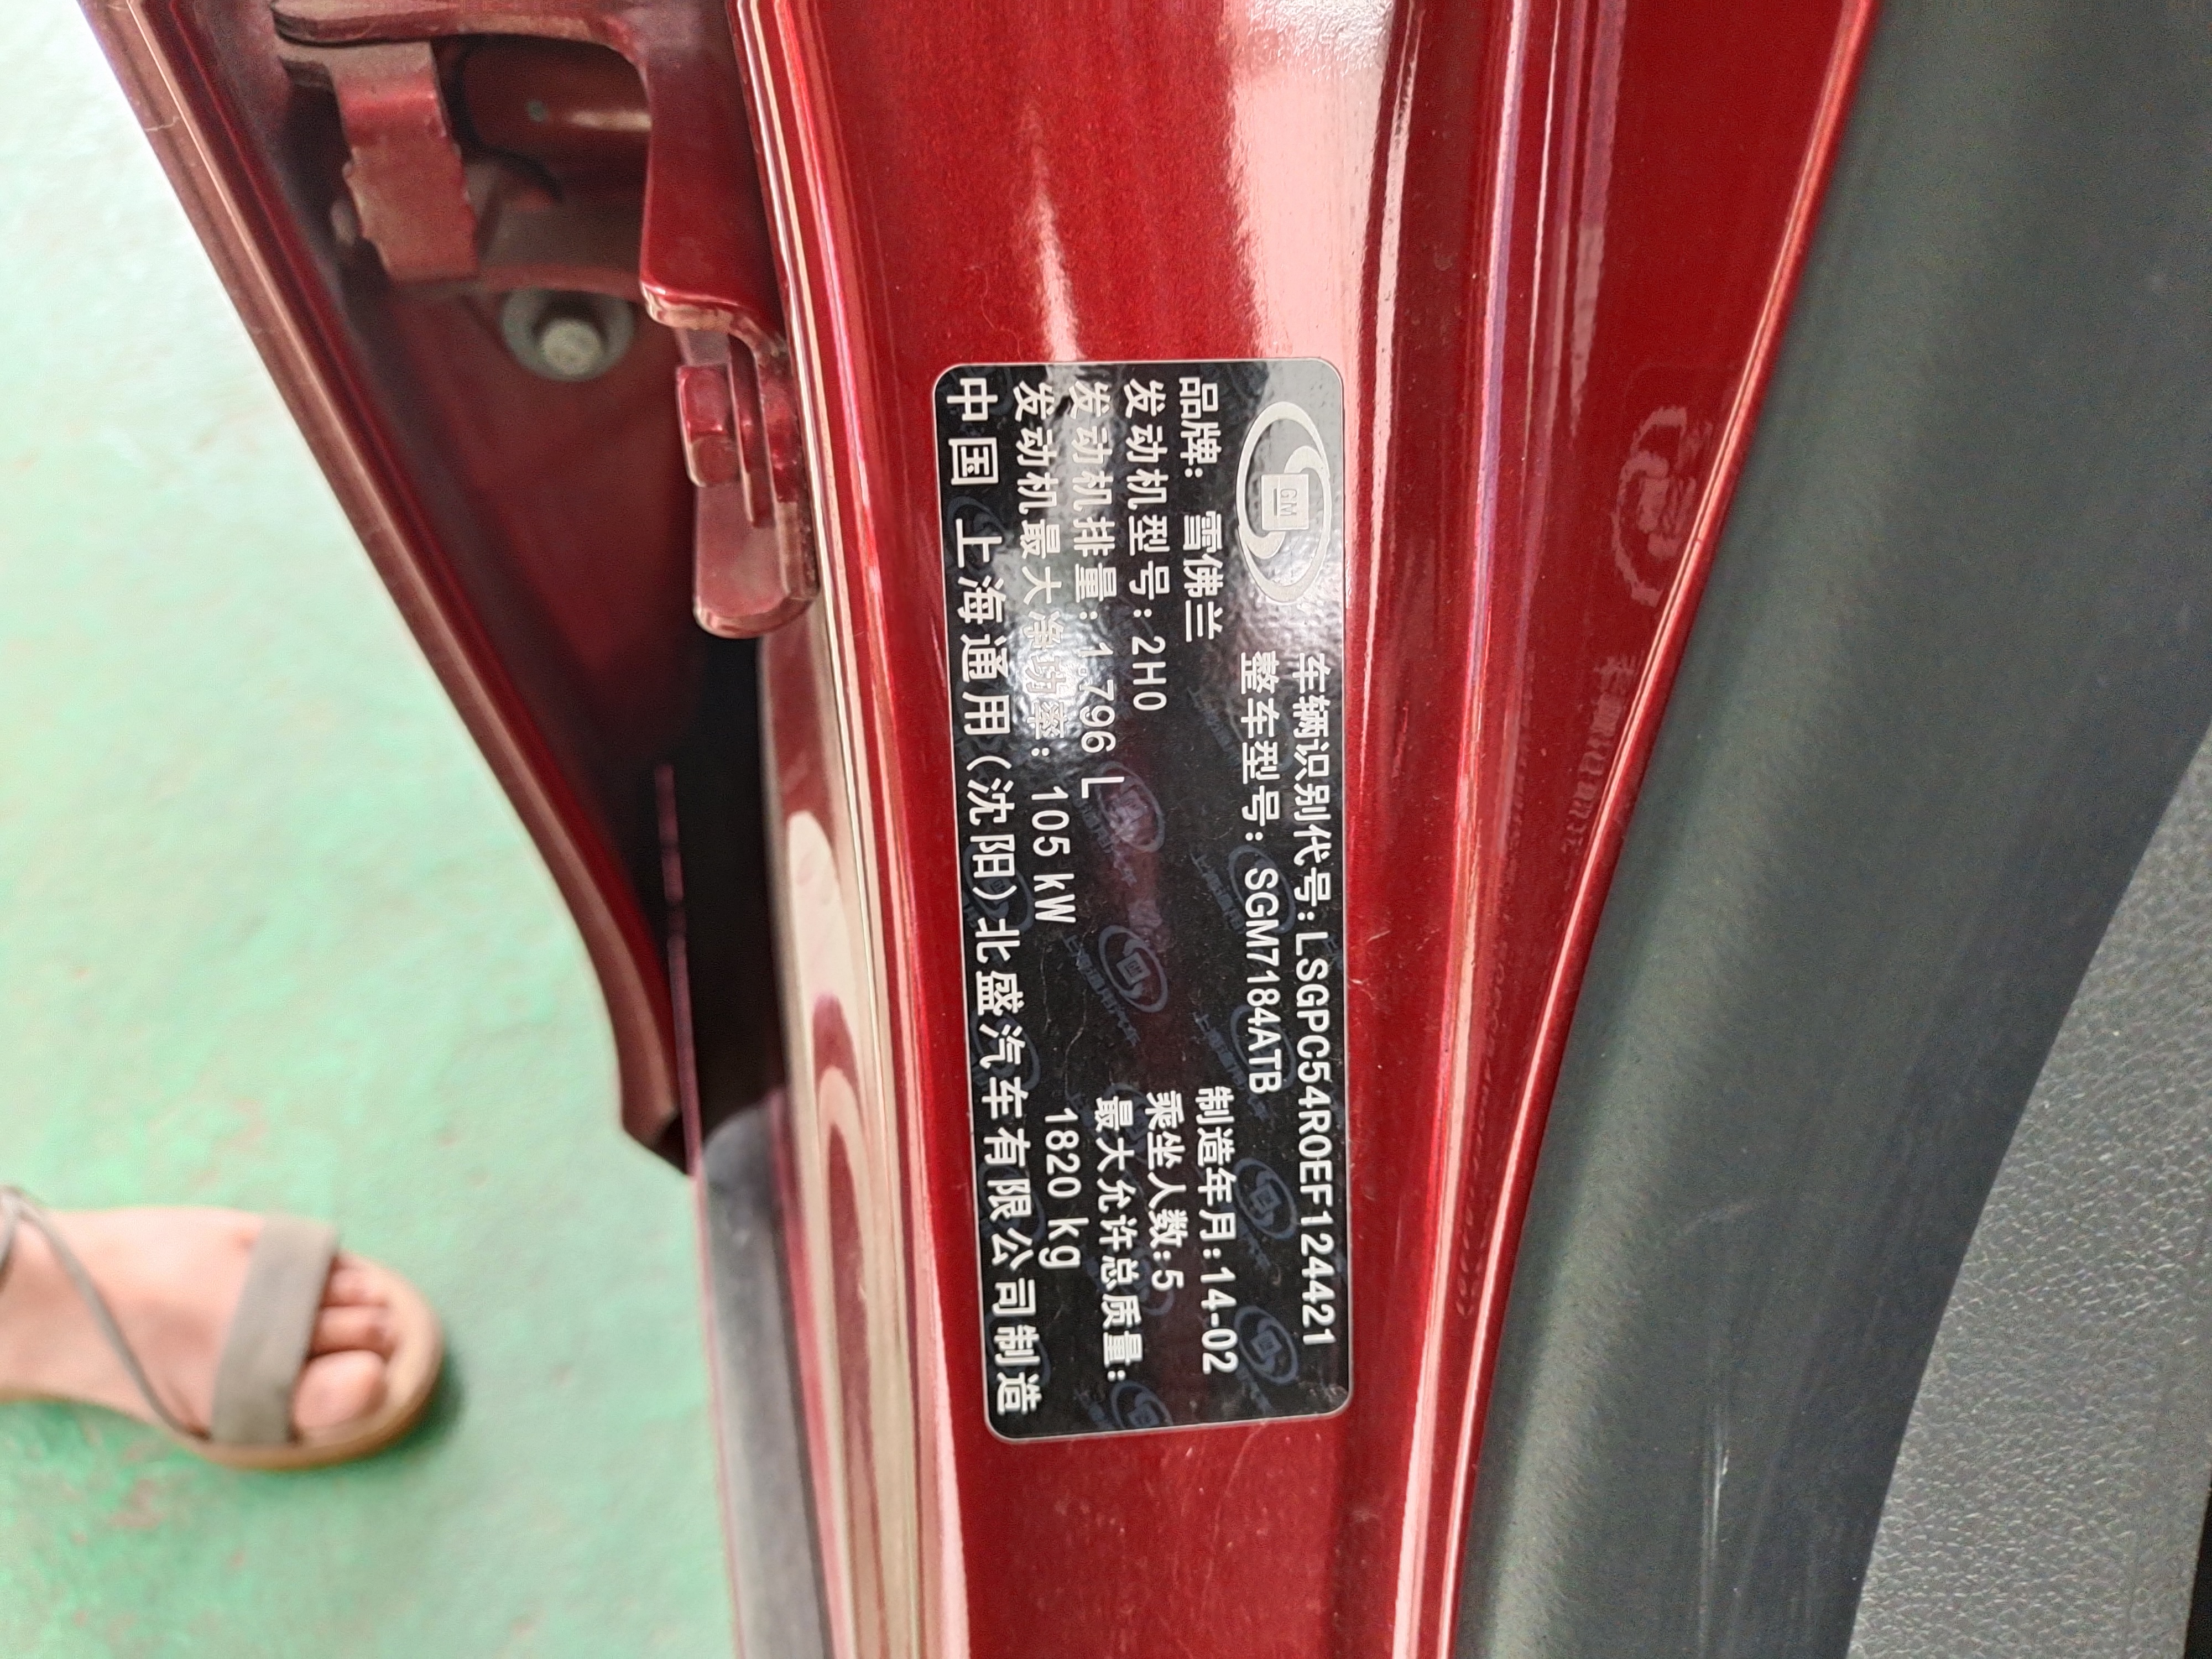 GM
车辆识别代号:LSGPC54R0EF124421
整车型号:SGM7184ATB
品牌: 雪佛兰
制造年月:14-02
发动机型号:2H0
乘坐人数:5
发动机排量:1.796 L
最大允许总质量:
发动机最大净功率: 105 kW
1820 kg
中国 上海通用(沈阳)北盛汽车有限公司制造